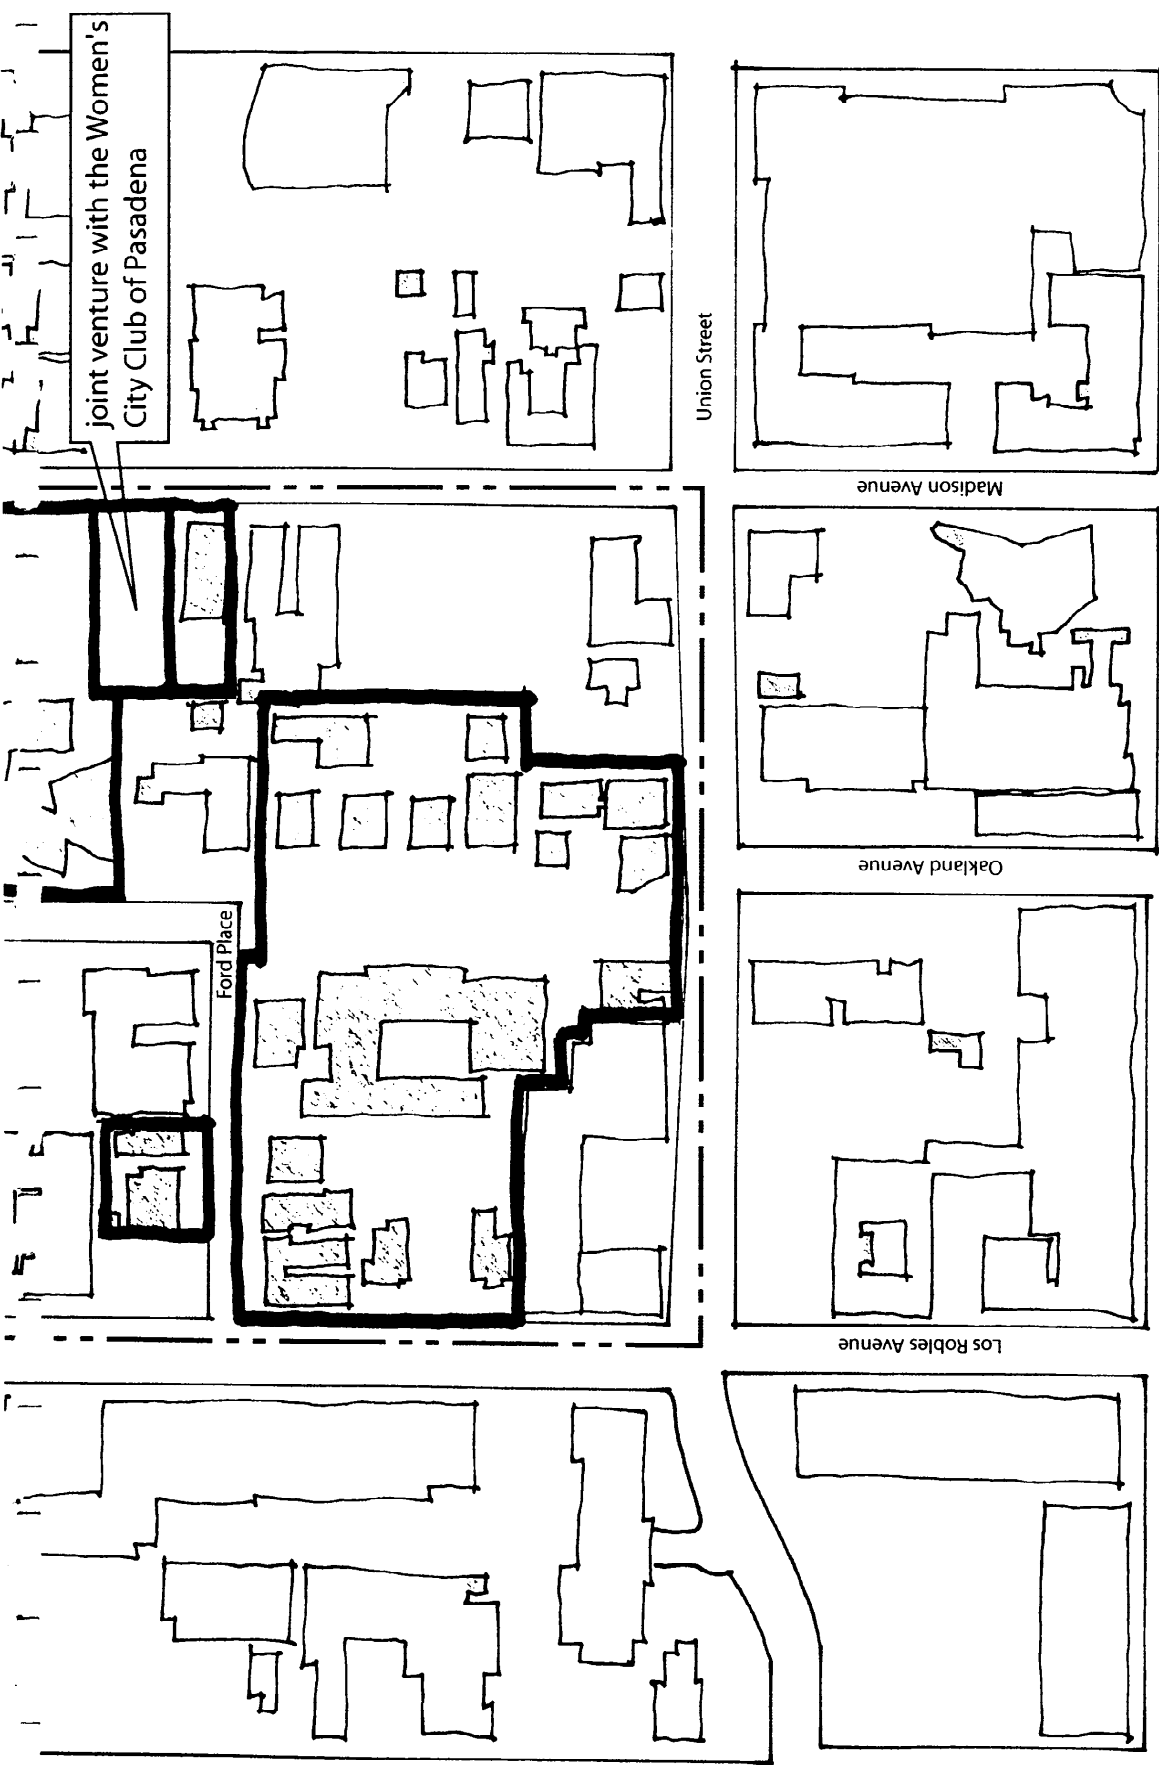 joint venture with the Women's
City Club of Pasadena
Union Street
Madison Avenue
Oakland Avenue
Ford Place
Los Robles Avenue